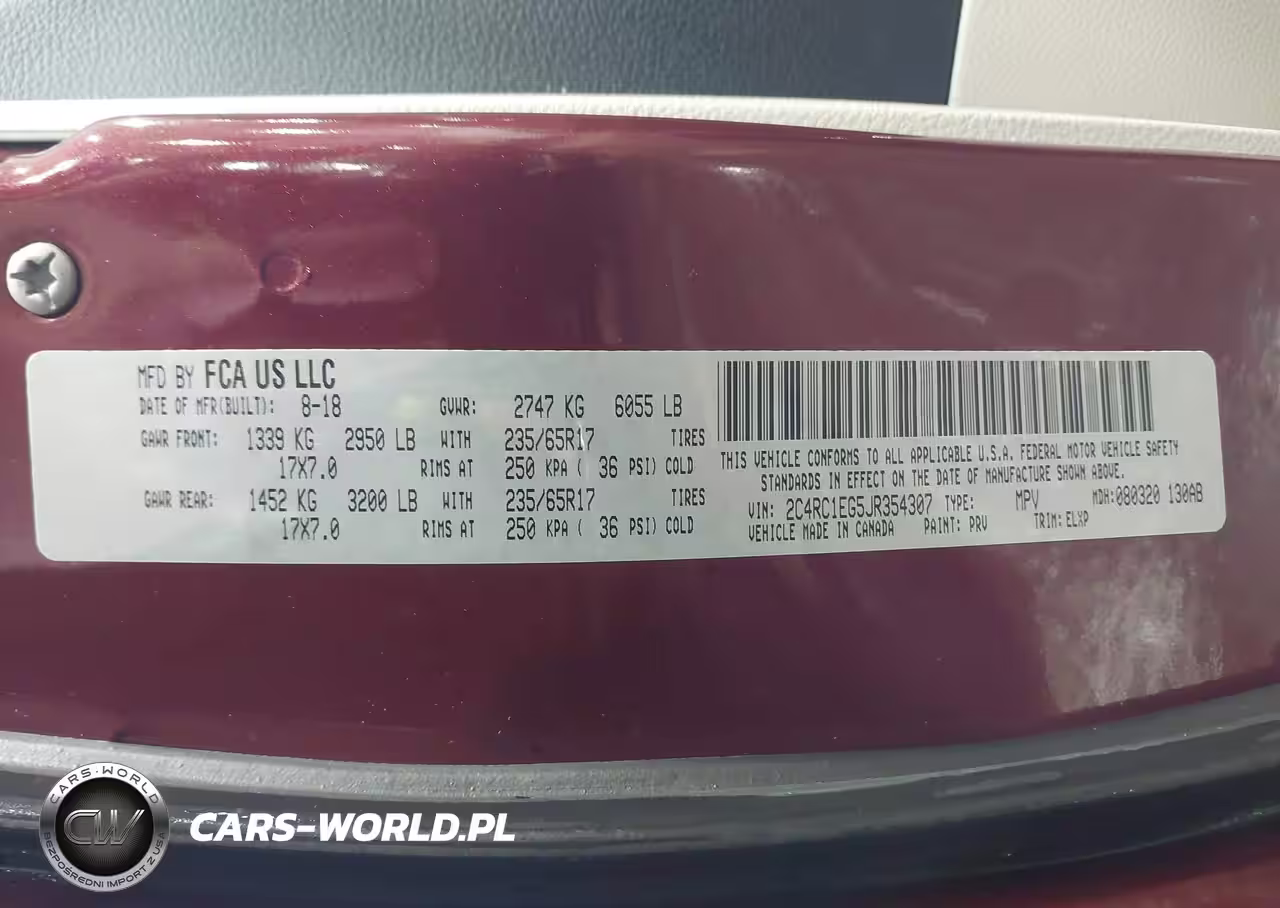 MFD BY FCA US LLC
DATE OF MFR(BUILT): 8-18 GVWR: 2747 KG 6055 LB
GAWR FRONT: 1339 KG 2950 LB WITH 235/65R17 TIRES
17X7.0 RIMS AT 250 KPA ( 36 PSI) COLD
GAWR REAR: 1452 KG 3200 LB WITH 235/65R17 TIRES
17X7.0 RIMS AT 250 KPA ( 36 PSI) COLD
THIS VEHICLE CONFORMS TO ALL APPLICABLE U.S.A. FEDERAL MOTOR VEHICLE SAFETY
STANDARDS IN EFFECT ON THE DATE OF MANUFACTURE SHOWN ABOVE.
VIN: 2C4RC1EG5JR354307 TYPE: MPV MDH:080320 130AB
VEHICLE MADE IN CANADA PAINT: PRV TRIM: ELXP
CARS-WORLD
CW
BEZPOŚREDNI IMPORT Z USA
CARS-WORLD.PL